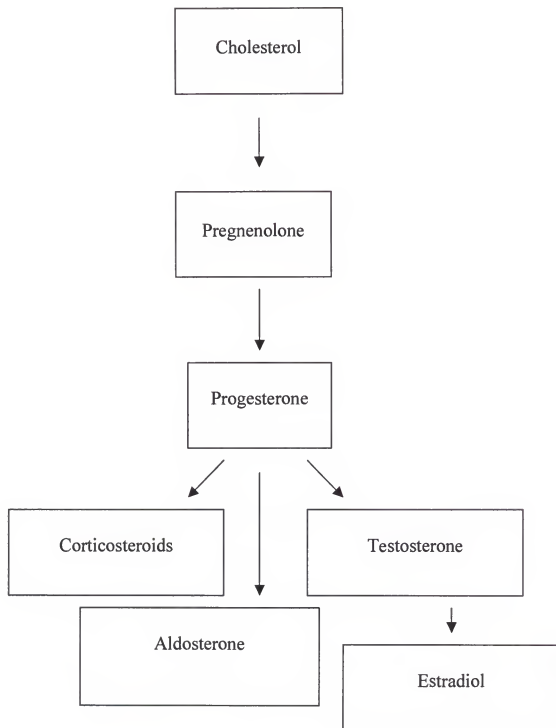 Cholesterol
Pregnenolone
Progesterone
Corticosteroids
Testosterone
Aldosterone
Estradiol